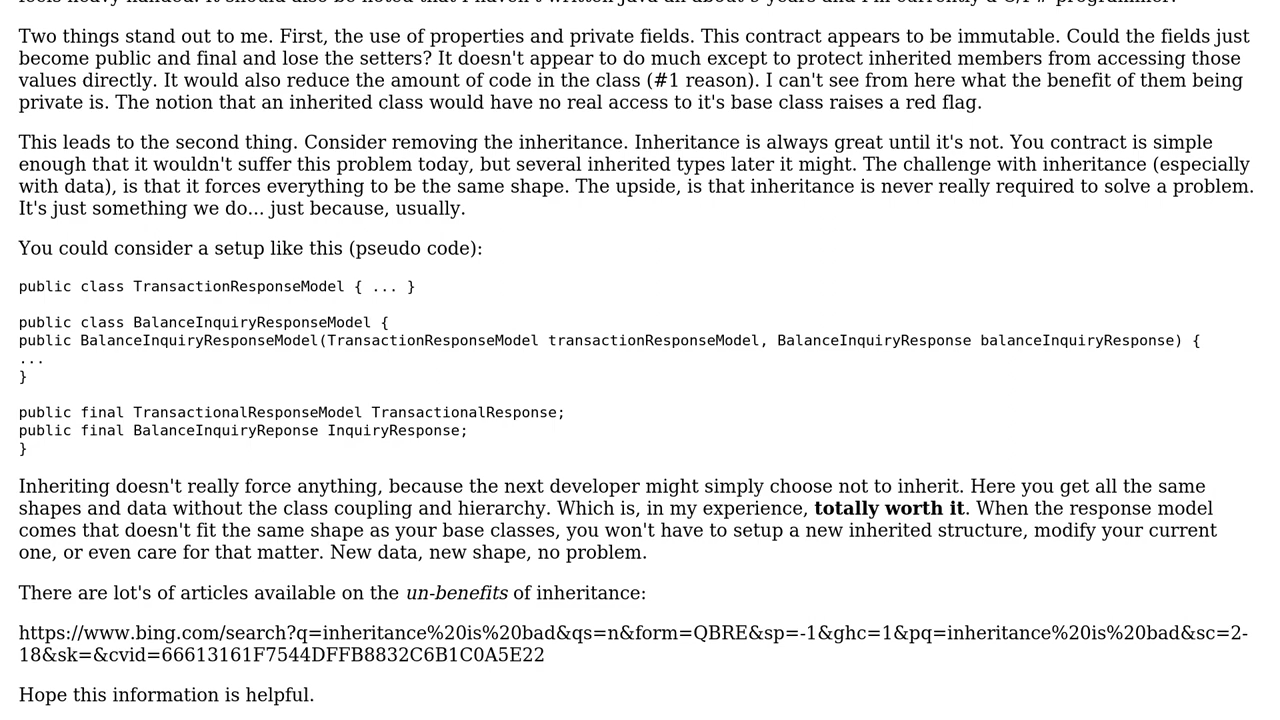 Two things stand out to me. First, the use of properties and private fields. This contract appears to be immutable. Could the fields just
become public and final and lose the setters? It doesn't appear to do much except to protect inherited members from accessing those
values directly. It would also reduce the amount of code in the class (#1 reason). I can't see from here what the benefit of them being
private is. The notion that an inherited class would have no real access to it's base class raises a red flag.
This leads to the second thing. Consider removing the inheritance. Inheritance is always great until it's not. You contract is simple
enough that it wouldn't suffer this problem today, but several inherited types later it might. The challenge with inheritance (especially
with data), is that it forces everything to be the same shape. The upside, is that inheritance is never really required to solve a problem.
It's just something we do... just because, usually.
You could consider a setup like this (pseudo code):
public class TransactionResponseModel { ... }
public class BalanceInquiryResponseModel {
public BalanceInquiryResponseModel(TransactionResponseModel transactionResponseModel, BalanceInquiryResponse balanceInquiryResponse) {
...
}
public final TransactionalResponseModel TransactionalResponse;
public final BalanceInquiryReponse InquiryResponse;
}
Inheriting doesn't really force anything, because the next developer might simply choose not to inherit. Here you get all the same
shapes and data without the class coupling and hierarchy. Which is, in my experience, totally worth it. When the response model
comes that doesn't fit the same shape as your base classes, you won't have to setup a new inherited structure, modify your current
one, or even care for that matter. New data, new shape, no problem.
There are lot's of articles available on the un-benefits of inheritance:
https://www.bing.com/search?q=inheritance%20is%20bad&qs=n&form=QBRE&sp=-1&ghc=1&pq=inheritance%20is%20bad&sc=2-
18&sk=&cvid=66613161F7544DFFB8832C6B1C0A5E22
Hope this information is helpful.